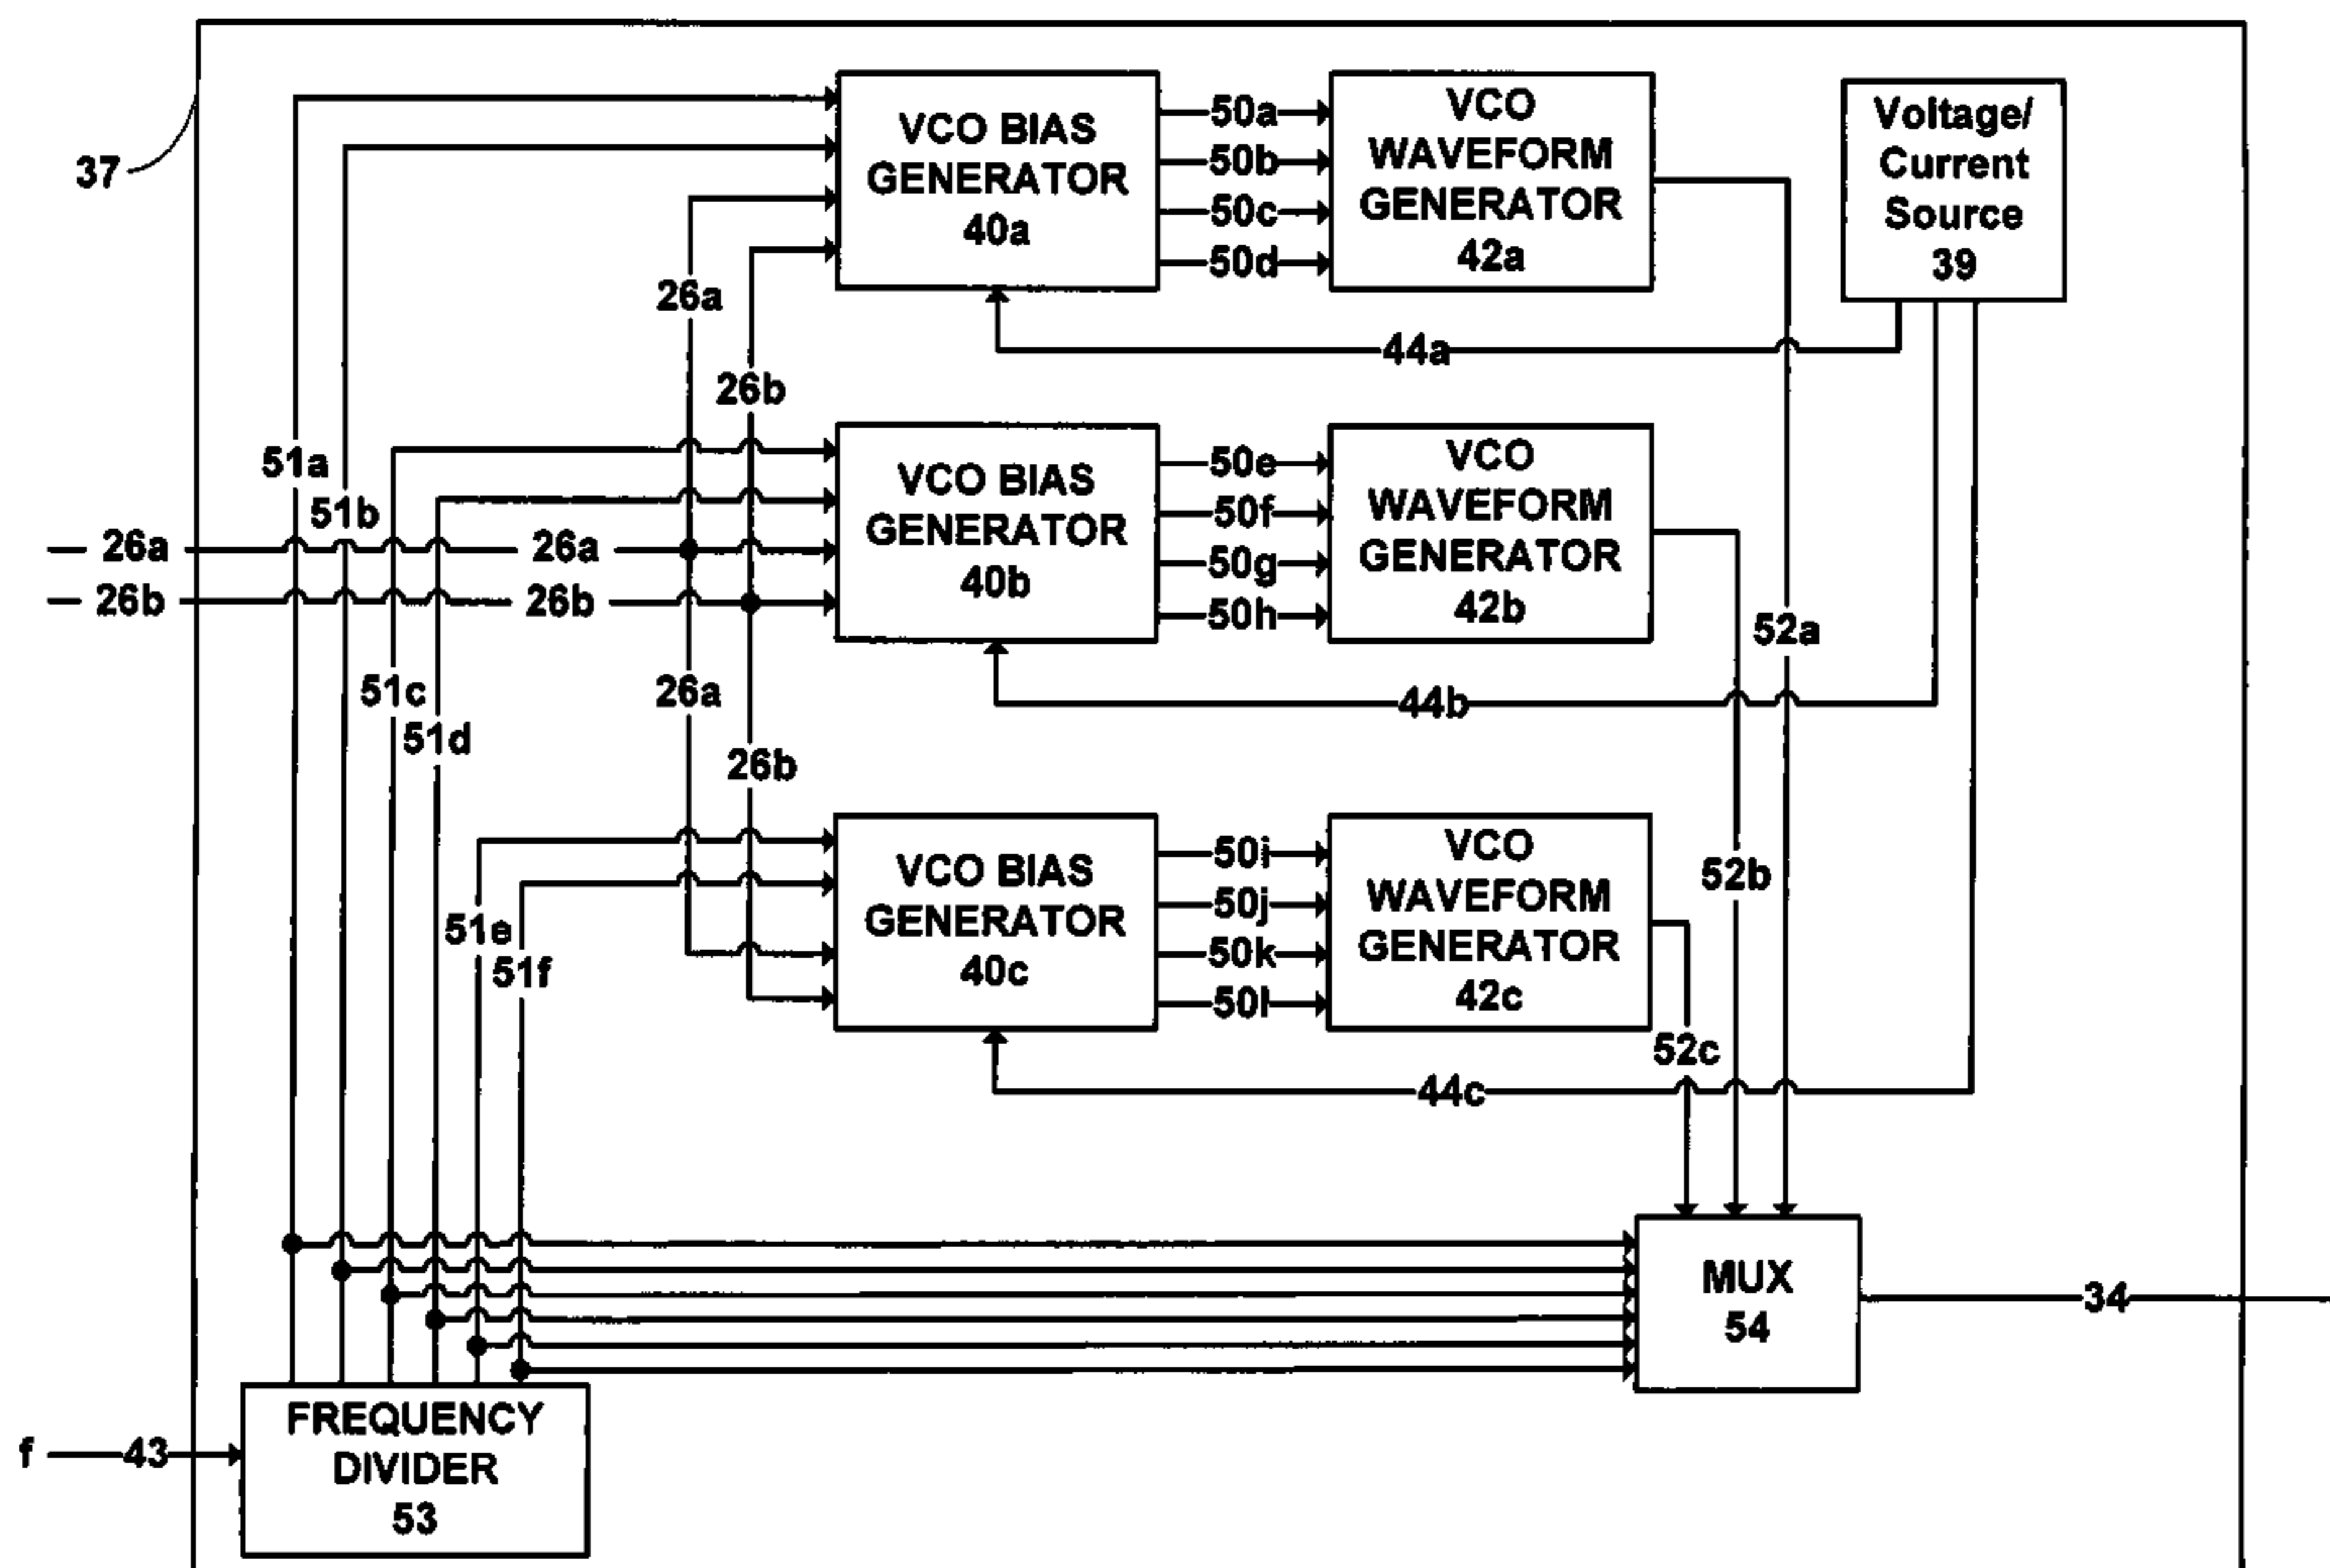 37
VCO BIAS
GENERATOR
40a
50a
50b
50c
50d
VCO
WAVEFORM
GENERATOR
42a
Voltage/
Current
Source
39
26a
26b
44a
51a
51b
26a
26a
26b
26b
VCO BIAS
GENERATOR
40b
50e
50f
50g
50h
VCO
WAVEFORM
GENERATOR
42b
52a
51c
51d
26a
26b
44b
VCO BIAS
GENERATOR
40c
50i
50j
50k
50l
VCO
WAVEFORM
GENERATOR
42c
52b
51e
51f
52c
44c
MUX
54
34
f
43
FREQUENCY
DIVIDER
53